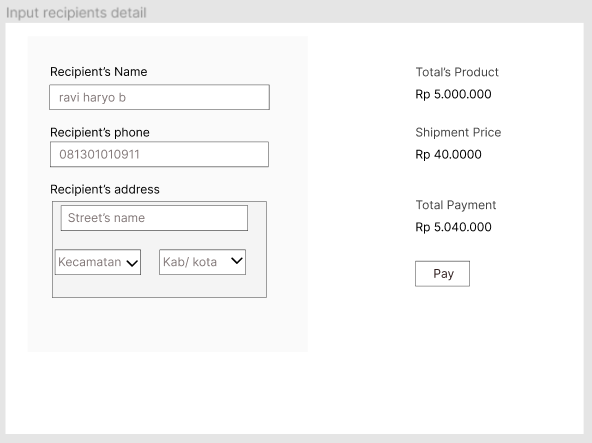 Input recipients detail
Recipient's Name
ravi haryo b
Recipient's phone
081301010911
Recipient's address
Street's name
Kecamatan
Kab/ kota
Total's Product
Rp 5.000.000
Shipment Price
Rp 40.0000
Total Payment
Rp 5.040.000
Pay